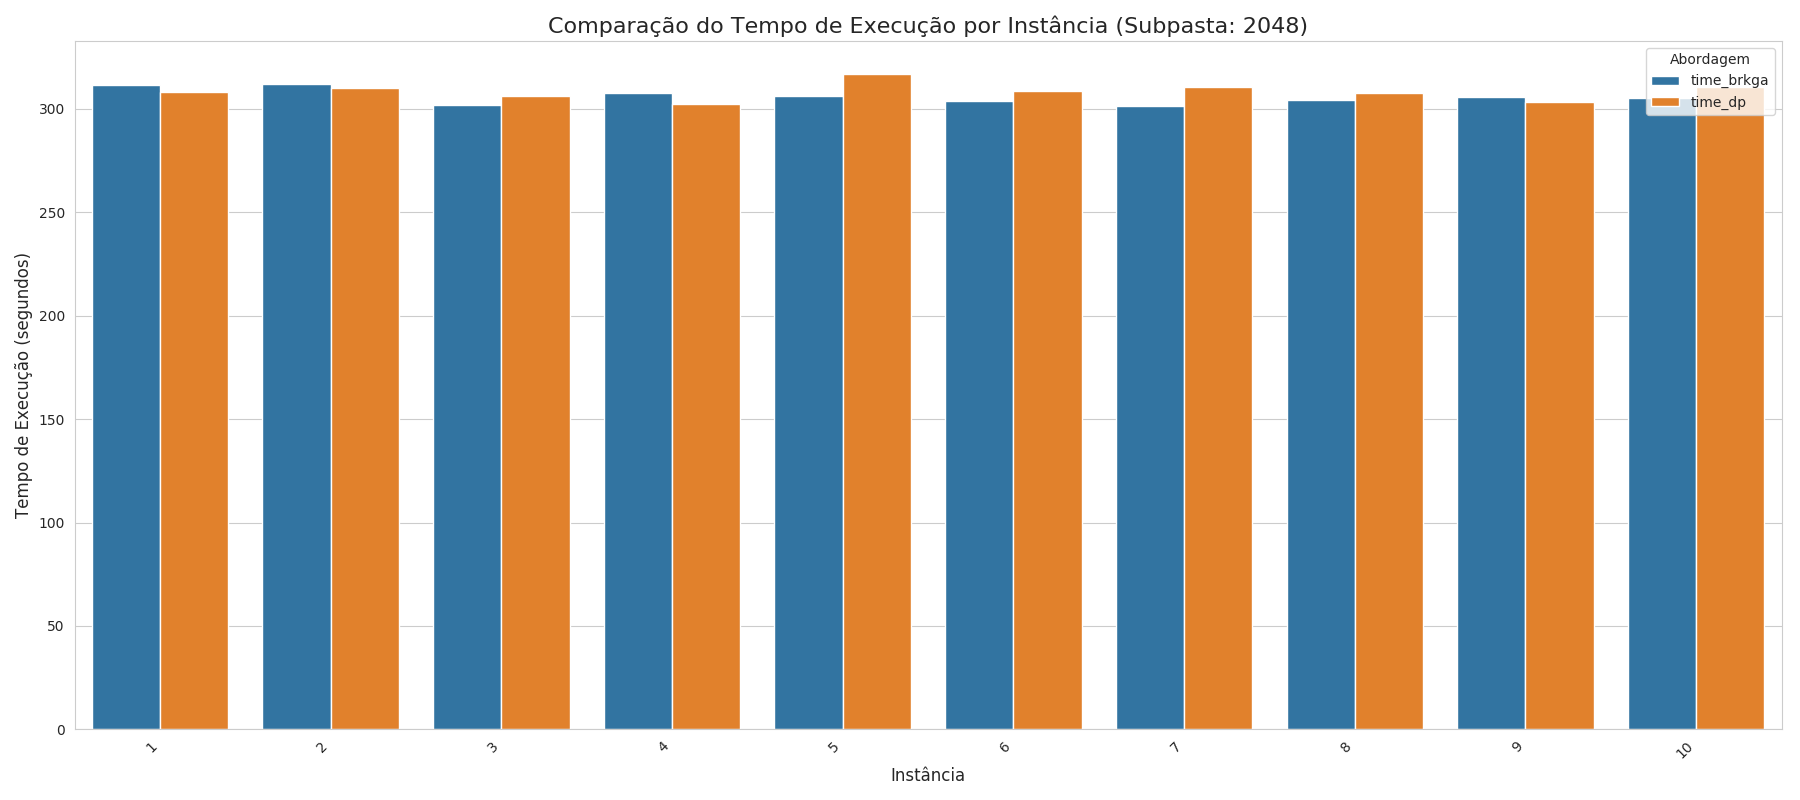 Comparação do Tempo de Execução por Instância (Subpasta: 2048)
Abordagem
time_brkga
time_dp
Tempo de Execução (segundos)
300
250
200
150
100
50
0
1 2 3 4 5 6 7 8 9 10
Instância